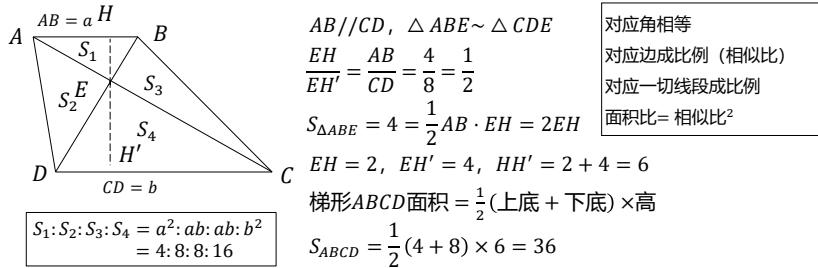 AB = a
H
A
B
S₁
S₂
E
S₃
S₄
H′
D
C
CD = b
S₁:S₂:S₃:S₄ = a²:ab:ab:b²
= 4:8:8:16
AB//CD, △ABE~△CDE
EH/EH′ = AB/CD = 4/8 = 1/2
S_{ΔABE} = 4 = 1/2 AB · EH = 2EH
EH = 2, EH′ = 4, HH′ = 2 + 4 = 6
梯形ABCD面积 = 1/2 (上底 + 下底) ×高
S_{ABCD} = 1/2 (4 + 8) × 6 = 36
对应角相等
对应边成比例（相似比）
对应一切线段成比例
面积比= 相似比²